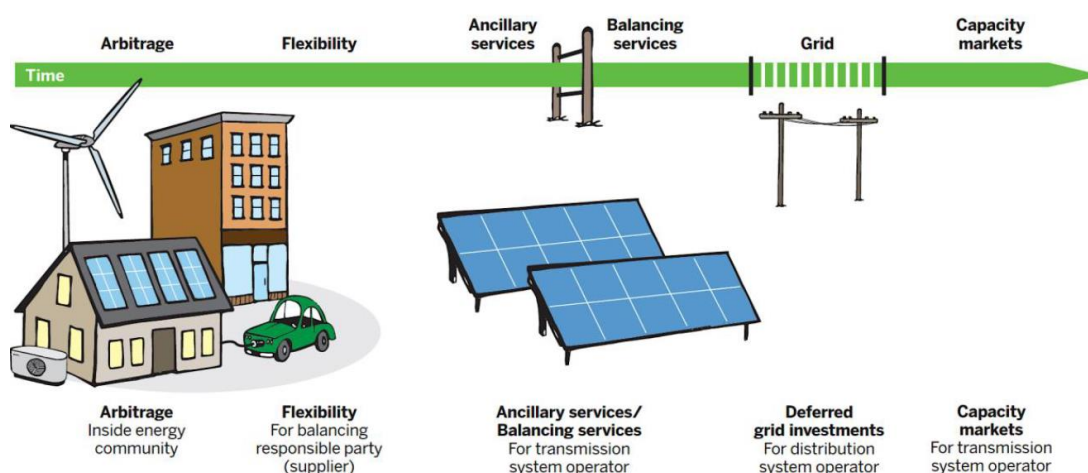 Arbitrage
Flexibility
Ancillary
services
Balancing
services
Grid
Capacity
markets
Time
Arbitrage
Inside energy
community
Flexibility
For balancing
responsible party
(supplier)
Ancillary services/
Balancing services
For transmission
system operator
Deferred
grid investments
For distribution
system operator
Capacity
markets
For transmission
system operator